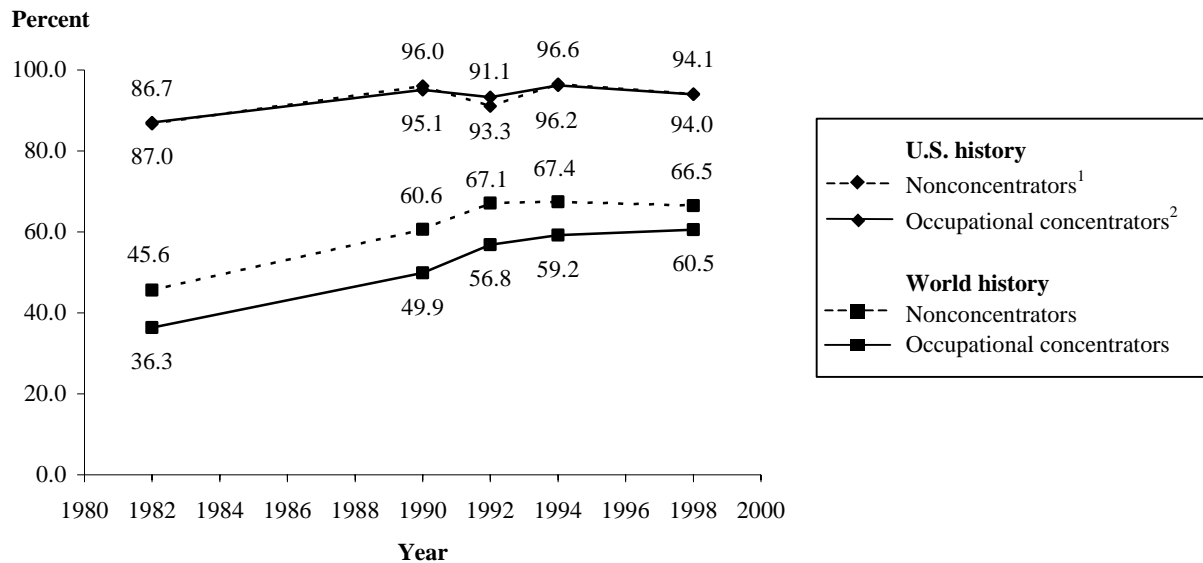 Percent
96.0 96.6 94.1
100.0 86.7 91.1
95.1 93.3 96.2 94.0
87.0
80.0
67.1 67.4 66.5
60.6
60.0
45.6
56.8 59.2 60.5
49.9
40.0
36.3
20.0
0.0
1980 1982 1984 1986 1988 1990 1992 1994 1996 1998 2000
Year
U.S. history
Nonconcentrators¹
Occupational concentrators²
World history
Nonconcentrators
Occupational concentrators